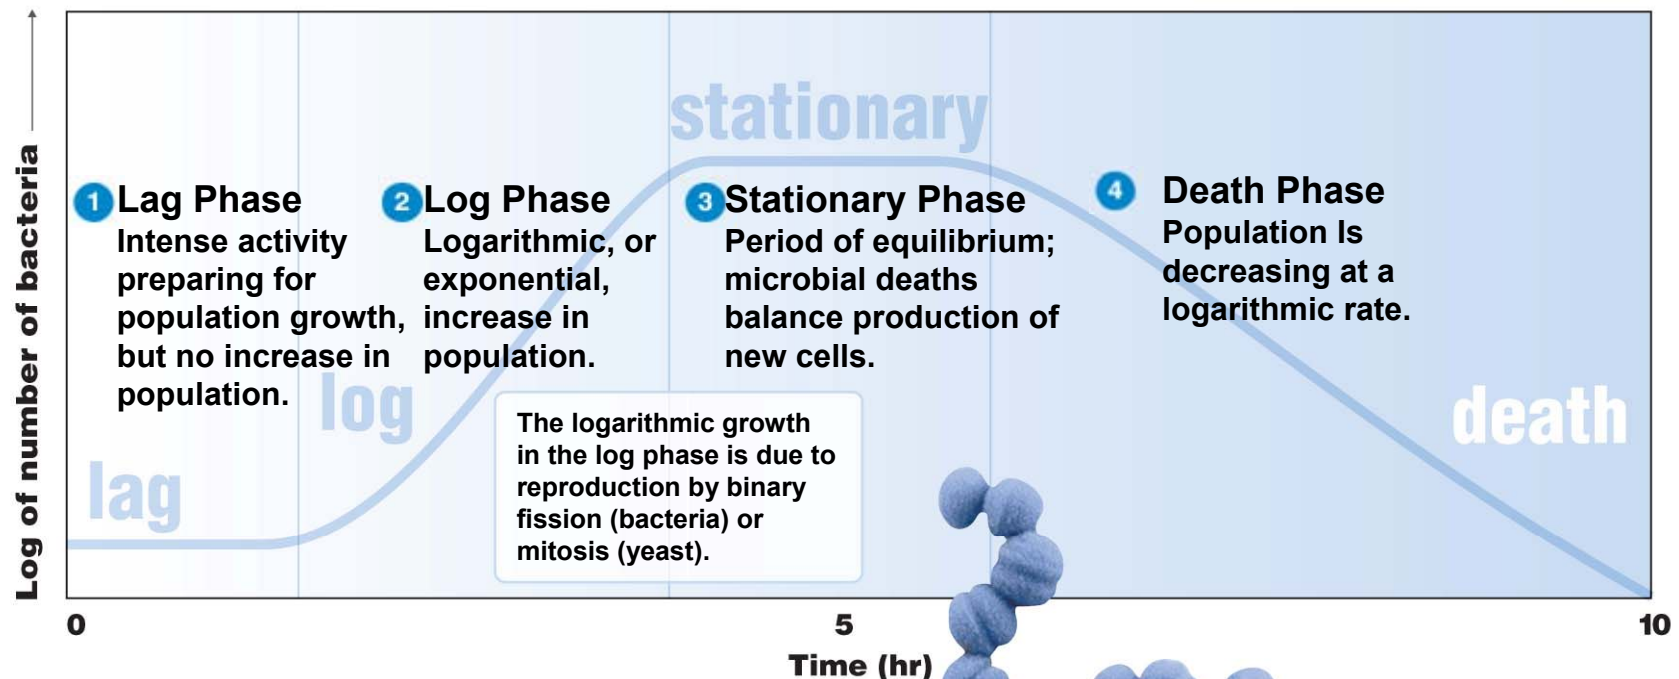 Log of number of bacteria
stationary
1 Lag Phase
Intense activity
preparing for
population growth,
but no increase in
population.
2 Log Phase
Logarithmic, or
exponential,
increase in
population.
3 Stationary Phase
Period of equilibrium;
microbial deaths
balance production of
new cells.
4 Death Phase
Population Is
decreasing at a
logarithmic rate.
lag
log
death
The logarithmic growth
in the log phase is due to
reproduction by binary
fission (bacteria) or
mitosis (yeast).
0 5 10
Time (hr)